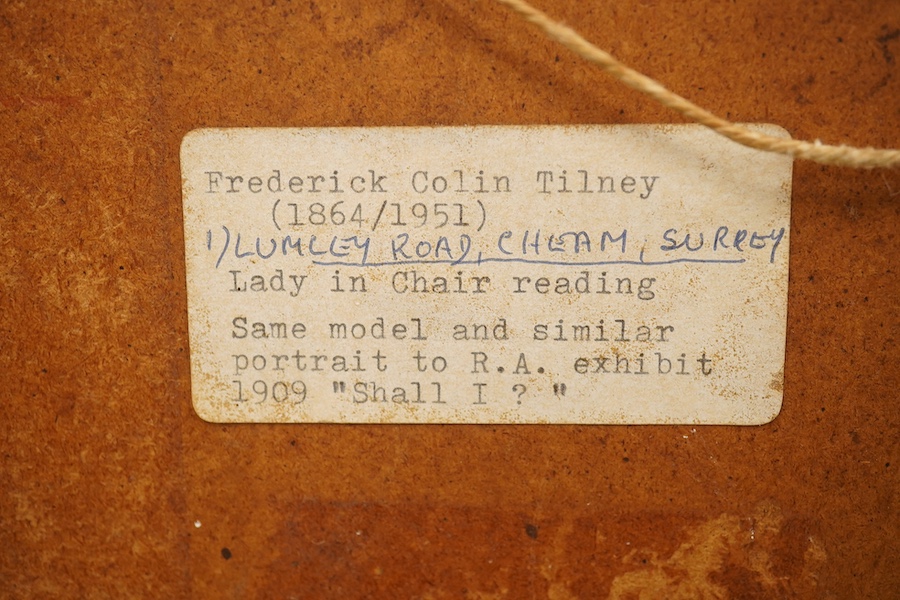 Frederick Colin Tilney
(1864/1951)
1) LUMLEY ROAD, CHEAM, SURREY
Lady in Chair reading
Same model and similar
portrait to R.A. exhibit
1909 "Shall I ? "